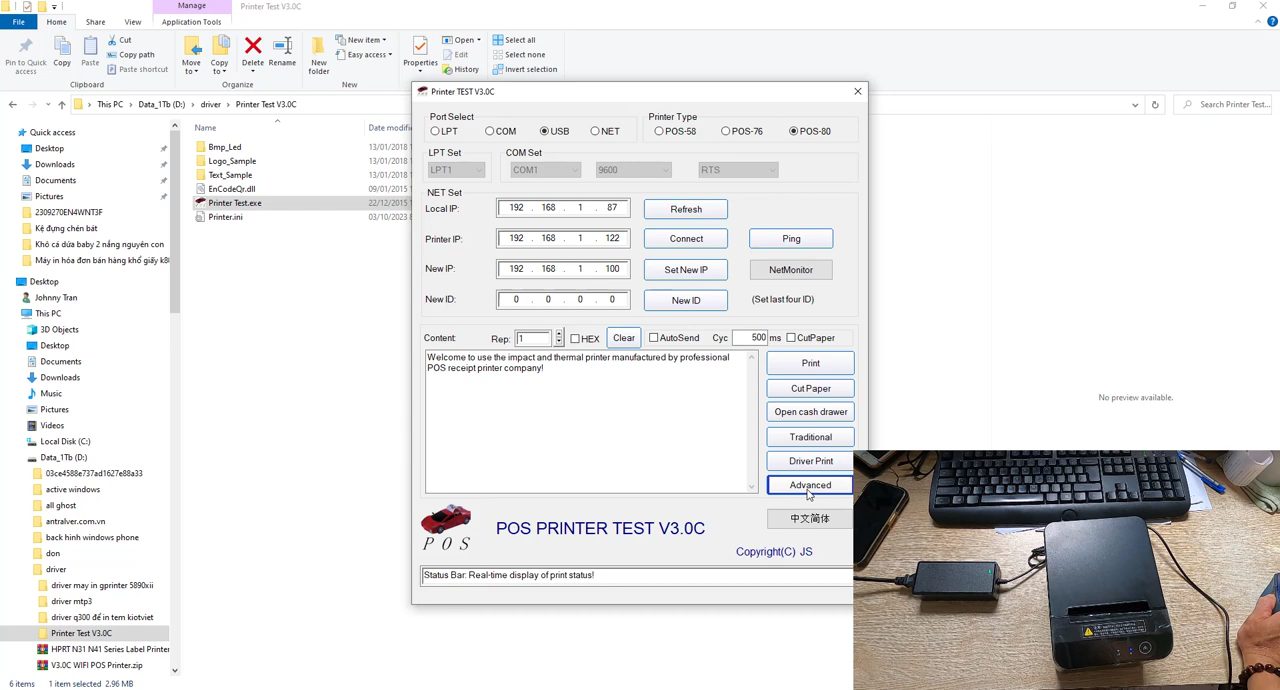 Manage
Printer Test V3.0C
File
Home
Share
View
Application Tools
Pin to Quick access
Copy
Paste
Cut
Copy path
Paste shortcut
Clipboard
Move to
Copy to
Delete
Rename
Organize
New folder
New item
Easy access
New
Properties
Open
Edit
History
Open
Select all
Select none
Invert selection
This PC
Data_1Tb (D:)
driver
Printer Test V3.0C
Search Printer Test...
Quick access
Desktop
Downloads
Documents
Pictures
2309270EN4WNT3F
Kệ đựng chén bát
Khô cá dứa baby 2 nắng nguyên con
Máy in hóa đơn bán hàng khổ giấy k8
Desktop
Johnny Tran
This PC
3D Objects
Desktop
Documents
Downloads
Music
Pictures
Videos
Local Disk (C:)
Data_1Tb (D:)
03ce4588e737ad1627e88a33
active windows
all ghost
antralver.com.vn
back hinh windows phone
don
driver
driver may in gprinter 5890xii
driver mtp3
driver q300 để in tem kiotviet
Printer Test V3.0C
HPRT N31 N41 Series Label Printer
V3.0C WIFI POS Printer.zip
6 items
1 item selected 2.96 MB
Name
Date modifie
Bmp_Led
13/01/2018 1
Logo_Sample
13/01/2018 1
Text_Sample
13/01/2018 1
EnCodeQr.dll
09/01/2015 1
Printer Test.exe
22/12/2015 1
Printer.ini
03/10/2023 8
No preview available.
Printer TEST V3.0C
Port Select
LPT
COM
USB
NET
Printer Type
POS-58
POS-76
POS-80
LPT Set
LPT1
COM Set
COM1
9600
RTS
NET Set
Local IP:
192 . 168 . 1 . 87
Refresh
Printer IP:
192 . 168 . 1 . 122
Connect
Ping
New IP:
192 . 168 . 1 . 100
Set New IP
NetMonitor
New ID:
0 . 0 . 0 . 0
New ID
(Set last four ID)
Content:
Rep:
1
HEX
Clear
AutoSend
Cyc
500
ms
CutPaper
Welcome to use the impact and thermal printer manufactured by professional
POS receipt printer company!
Print
Cut Paper
Open cash drawer
Traditional
Driver Print
Advanced
中文简体
POS
POS PRINTER TEST V3.0C
Copyright(C) JS
Status Bar: Real-time display of print status!